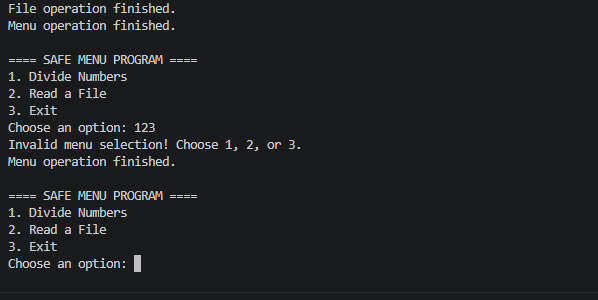 File operation finished.
Menu operation finished.
==== SAFE MENU PROGRAM ====
1. Divide Numbers
2. Read a File
3. Exit
Choose an option: 123
Invalid menu selection! Choose 1, 2, or 3.
Menu operation finished.
==== SAFE MENU PROGRAM ====
1. Divide Numbers
2. Read a File
3. Exit
Choose an option: